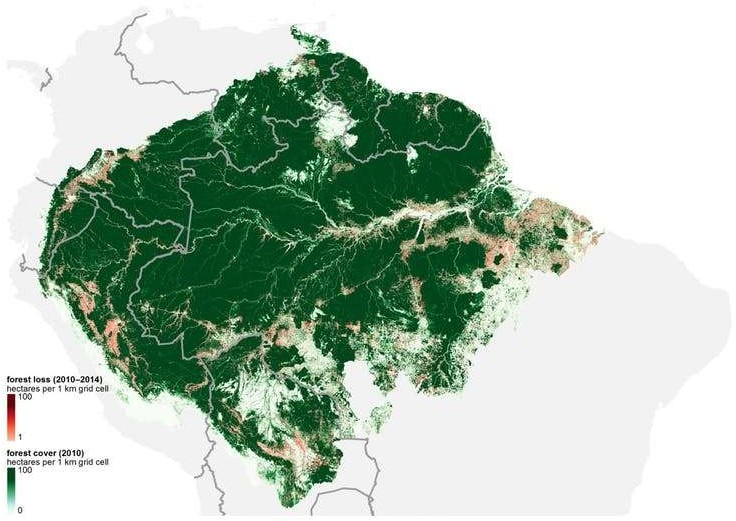 forest loss (2010–2014)
hectares per 1 km grid cell
100
1
forest cover (2010)
hectares per 1 km grid cell
100
0